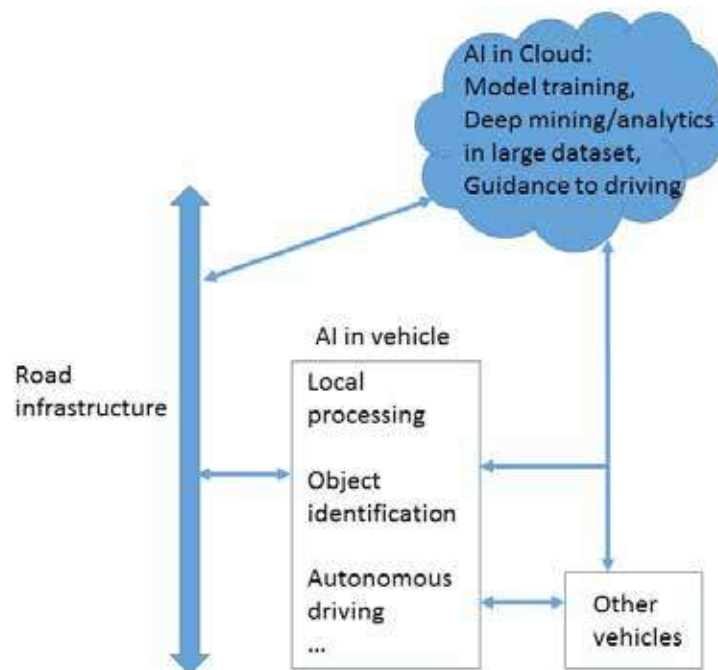 AI in Cloud:
Model training,
Deep mining/analytics
in large dataset,
Guidance to driving
AI in vehicle
Road
infrastructure
Local
processing
Object
identification
Autonomous
driving
...
Other
vehicles